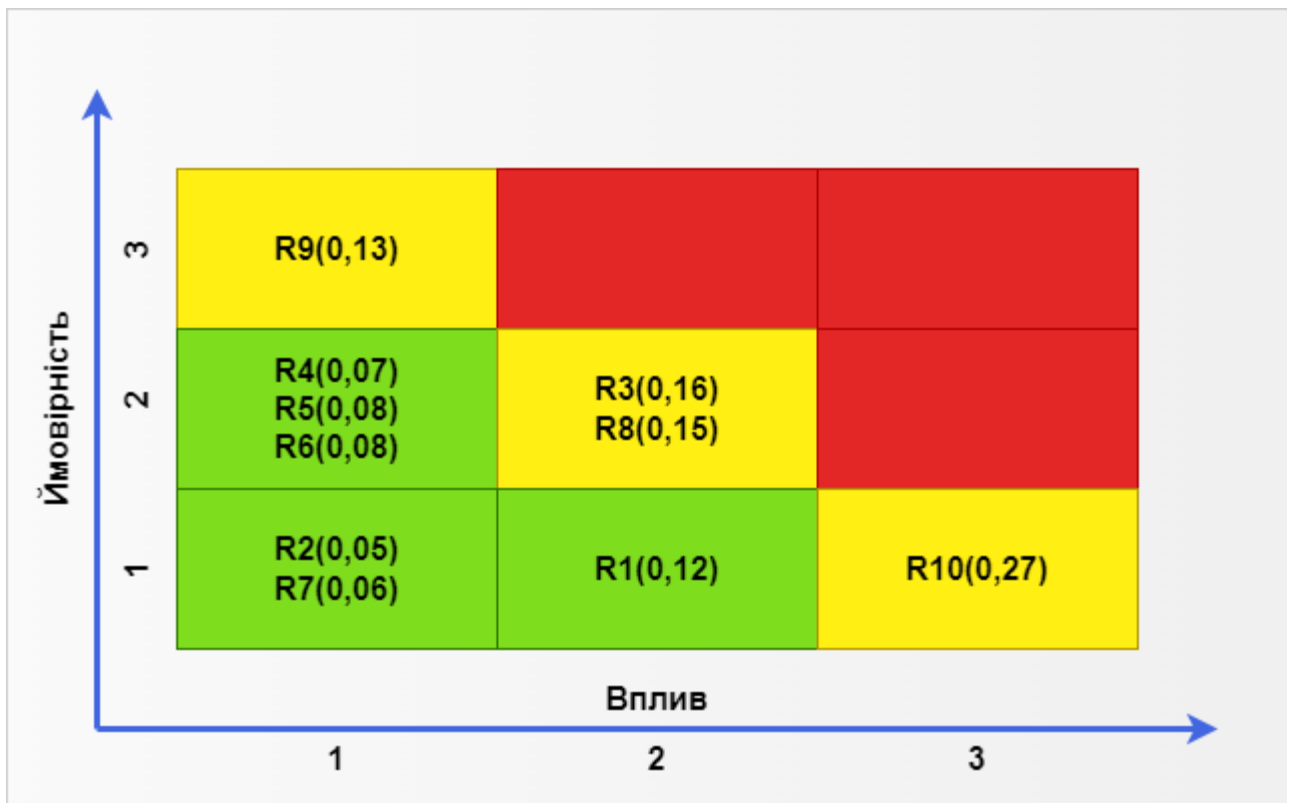 Ймовірність
3
R9(0,13)
2
R4(0,07)
R5(0,08)
R6(0,08)
R3(0,16)
R8(0,15)
1
R2(0,05)
R7(0,06)
R1(0,12)
R10(0,27)
Вплив
1
2
3